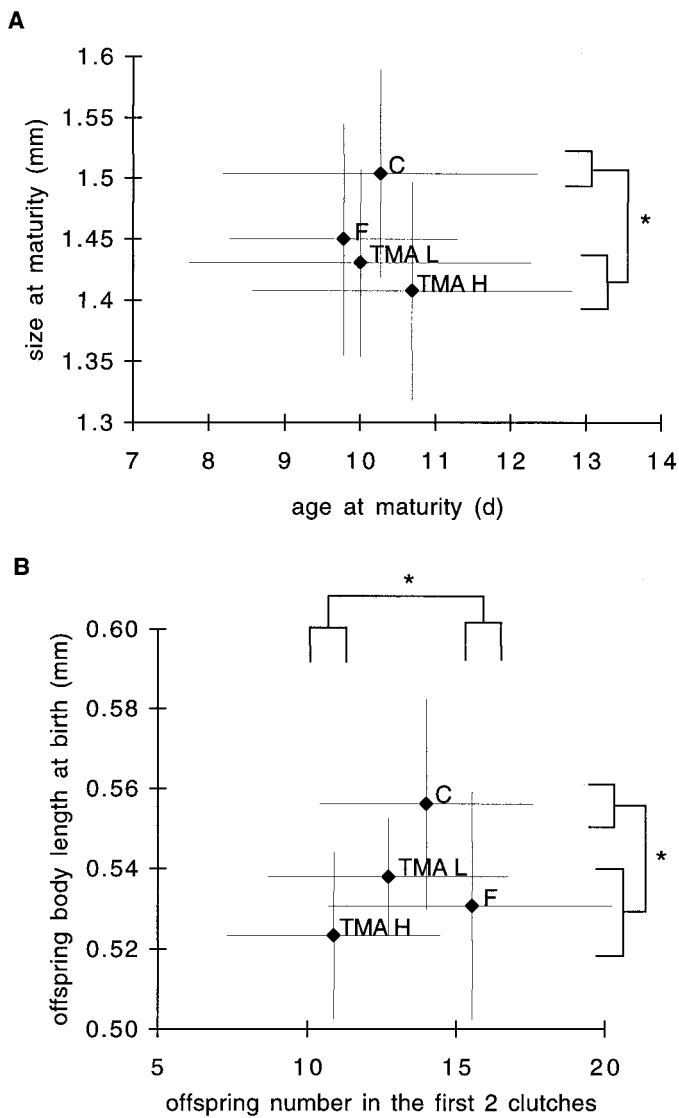 A
1.6
1.55
1.5
1.45
1.4
1.35
1.3
size at maturity (mm)
C
F
TMA L
TMA H
*
7 8 9 10 11 12 13 14
age at maturity (d)
B
*
0.60
0.58
0.56
0.54
0.52
0.50
offspring body length at birth (mm)
C
TMA L
F
TMA H
*
5 10 15 20
offspring number in the first 2 clutches